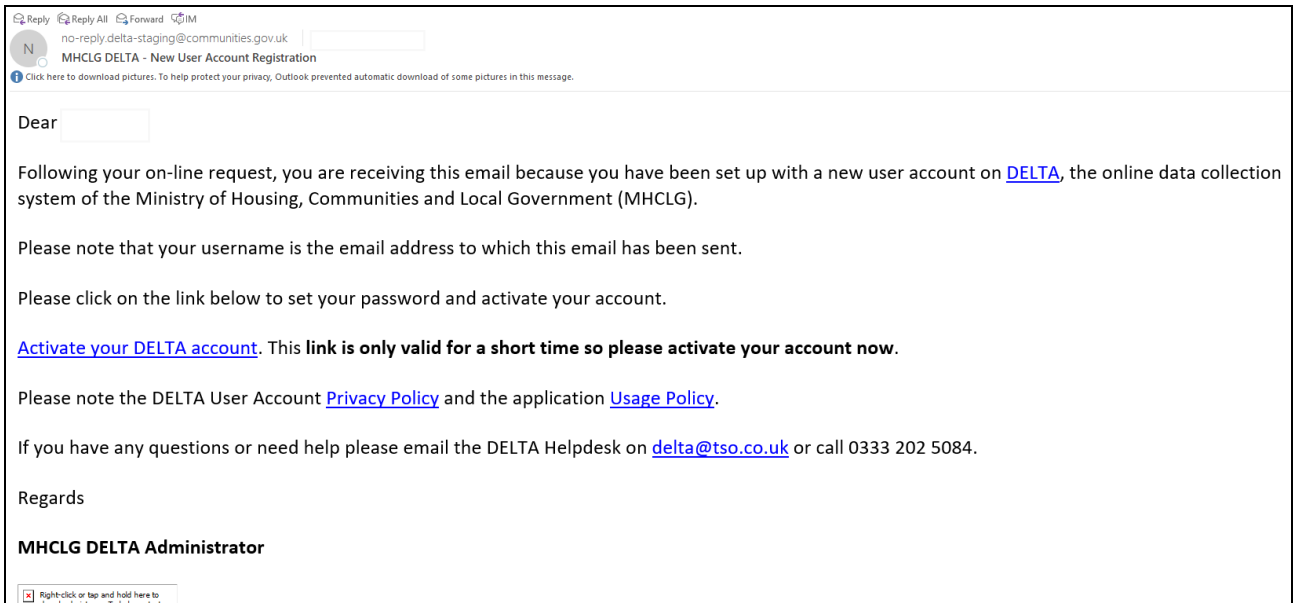 Reply Reply All Forward IM
N
no-reply.delta-staging@communities.gov.uk
MHCLG DELTA - New User Account Registration
Click here to download pictures. To help protect your privacy, Outlook prevented automatic download of some pictures in this message.
Dear
Following your on-line request, you are receiving this email because you have been set up with a new user account on DELTA, the online data collection
system of the Ministry of Housing, Communities and Local Government (MHCLG).
Please note that your username is the email address to which this email has been sent.
Please click on the link below to set your password and activate your account.
Activate your DELTA account. This link is only valid for a short time so please activate your account now.
Please note the DELTA User Account Privacy Policy and the application Usage Policy.
If you have any questions or need help please email the DELTA Helpdesk on delta@tso.co.uk or call 0333 202 5084.
Regards
MHCLG DELTA Administrator
Right-click or tap and hold here to